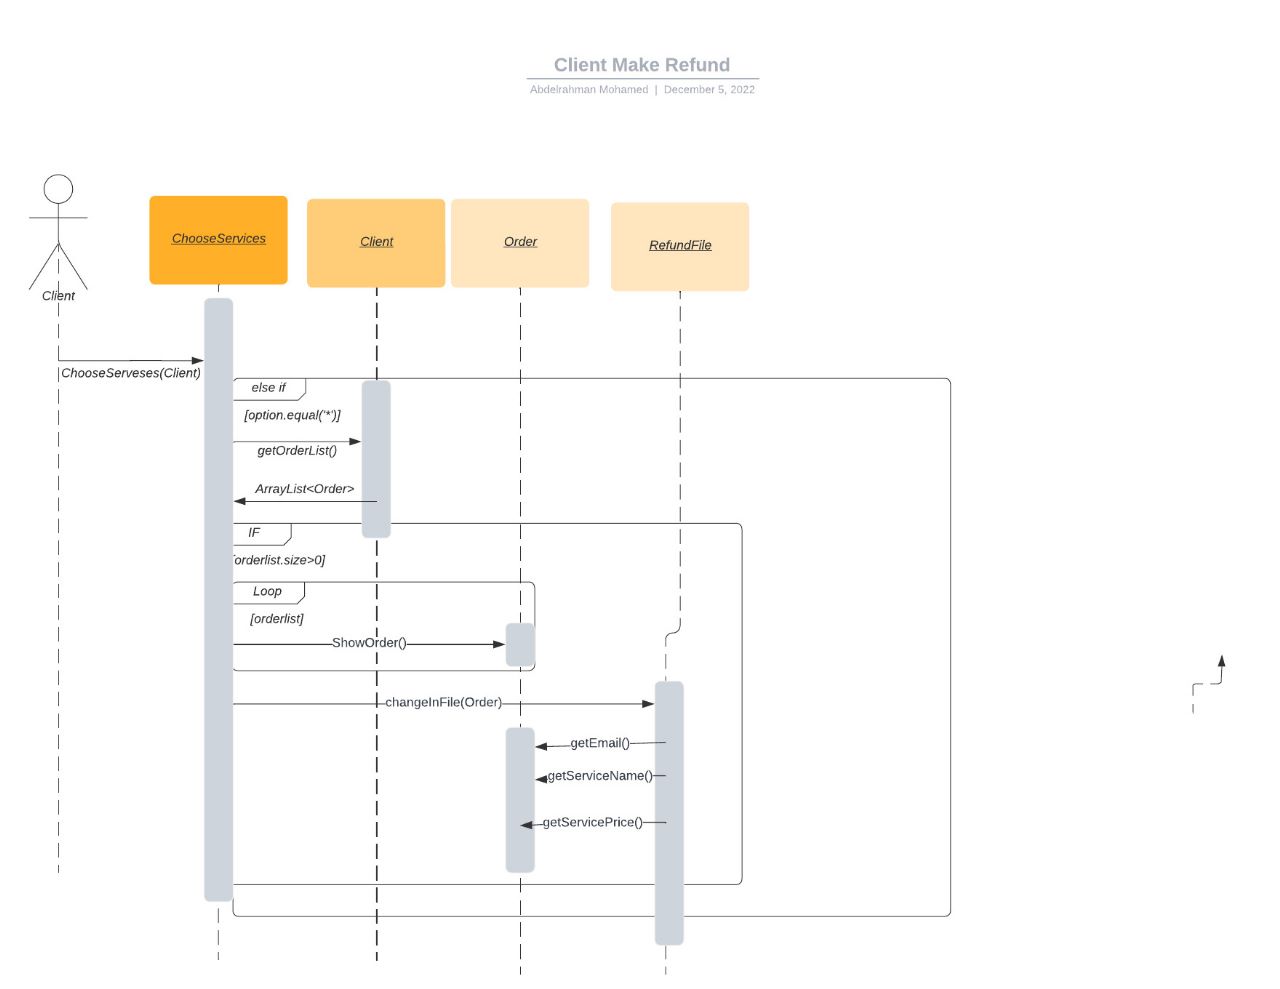 Client Make Refund
Abdelrahman Mohamed | December 5, 2022
ChooseServices
Client
Order
RefundFile
Client
ChooseServeses(Client)
else if
[option.equal('*')]
getOrderList()
ArrayList<Order>
IF
[orderlist.size>0]
Loop
[orderlist]
ShowOrder()
changeInFile(Order)
getEmail()
getServiceName()
getServicePrice()